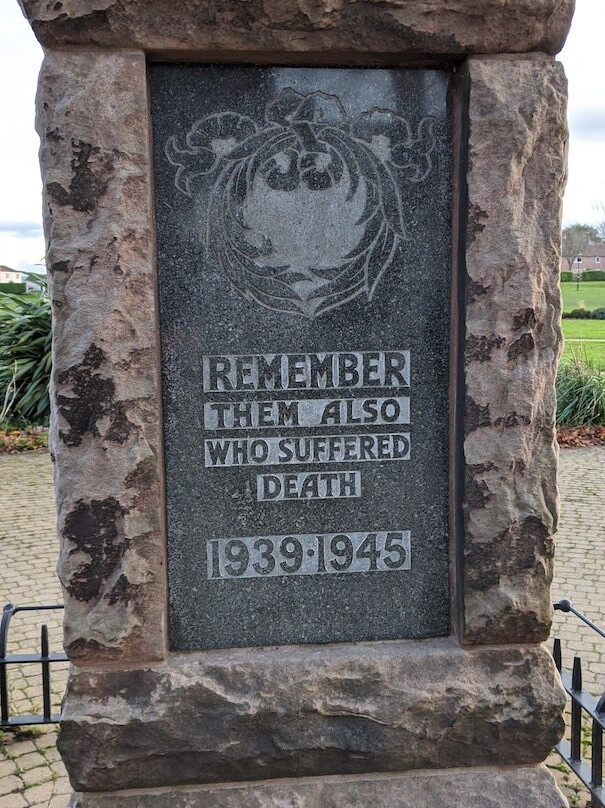 REMEMBER
THEM ALSO
WHO SUFFERED
DEATH
1939·1945